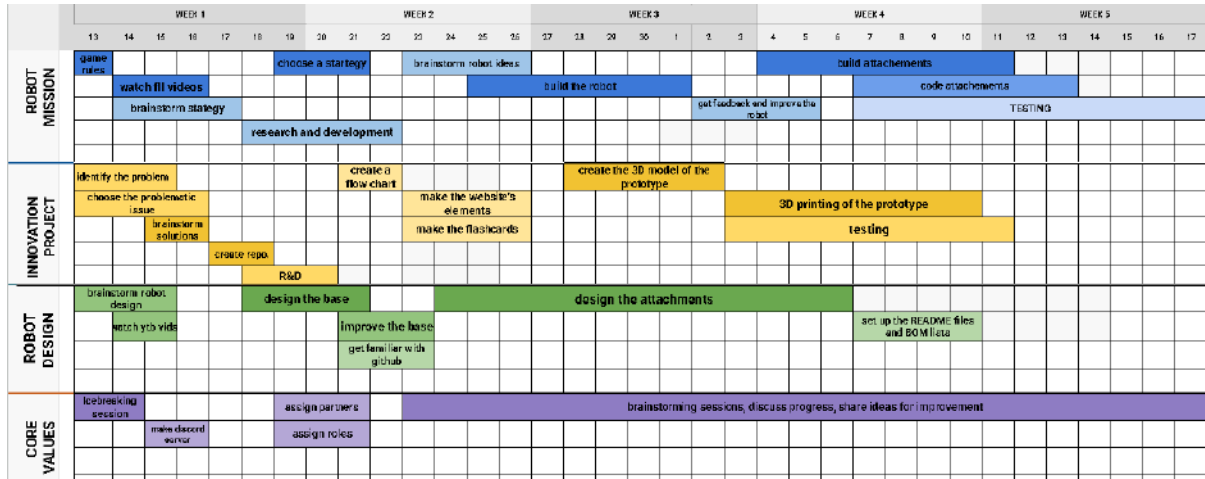 WEEK 1 WEEK 2 WEEK 3 WEEK 4 WEEK 5
13 14 15 16 17 18 19 20 21 22 23 24 25 26 27 28 29 30 1 2 3 4 5 6 7 8 9 10 11 12 13 14 15 16 17
ROBOT
MISSION
game
rules
choose a startegy
brainstorm robot ideas
build attachements
watch fll videos
build the robot
code attachements
brainstorm stategy
get feedback and improve the
robot
TESTING
research and development
INNOVATION
PROJECT
identify the problem
create a
flow chart
create the 3D model of the
prototype
choose the problematic
issue
make the website's
elements
3D printing of the prototype
brainstorm
solutions
make the flashcards
testing
create repo.
R&D
ROBOT
DESIGN
brainstorm robot
design
design the base
design the attachments
watch ytb vids
improve the base
set up the README files
and BOM lists
get familiar with
github
CORE
VALUES
Icebreaking
session
assign partners
brainstorming sessions, discuss progress, share ideas for improvement
make discord
server
assign roles